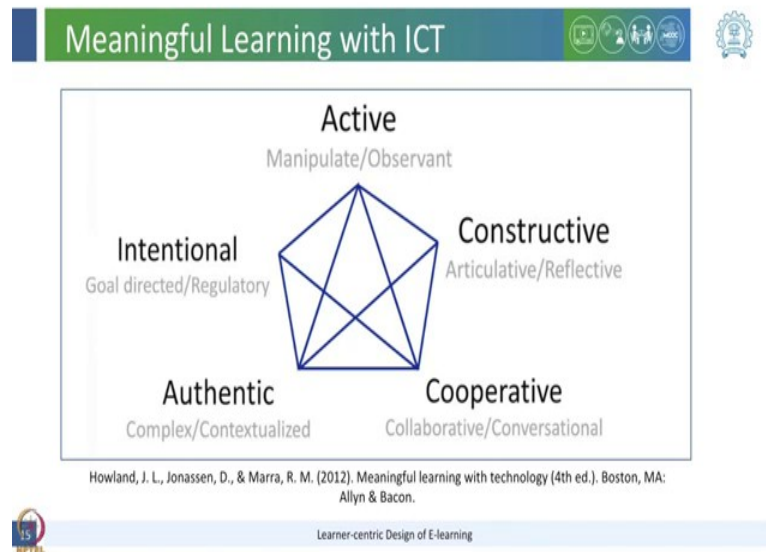 Meaningful Learning with ICT
Active
Manipulate/Observant
Intentional
Goal directed/Regulatory
Constructive
Articulative/Reflective
Authentic
Complex/Contextualized
Cooperative
Collaborative/Conversational
Howland, J. L., Jonassen, D., & Marra, R. M. (2012). Meaningful learning with technology (4th ed.). Boston, MA:
Allyn & Bacon.
15
NPTEL
Learner-centric Design of E-learning